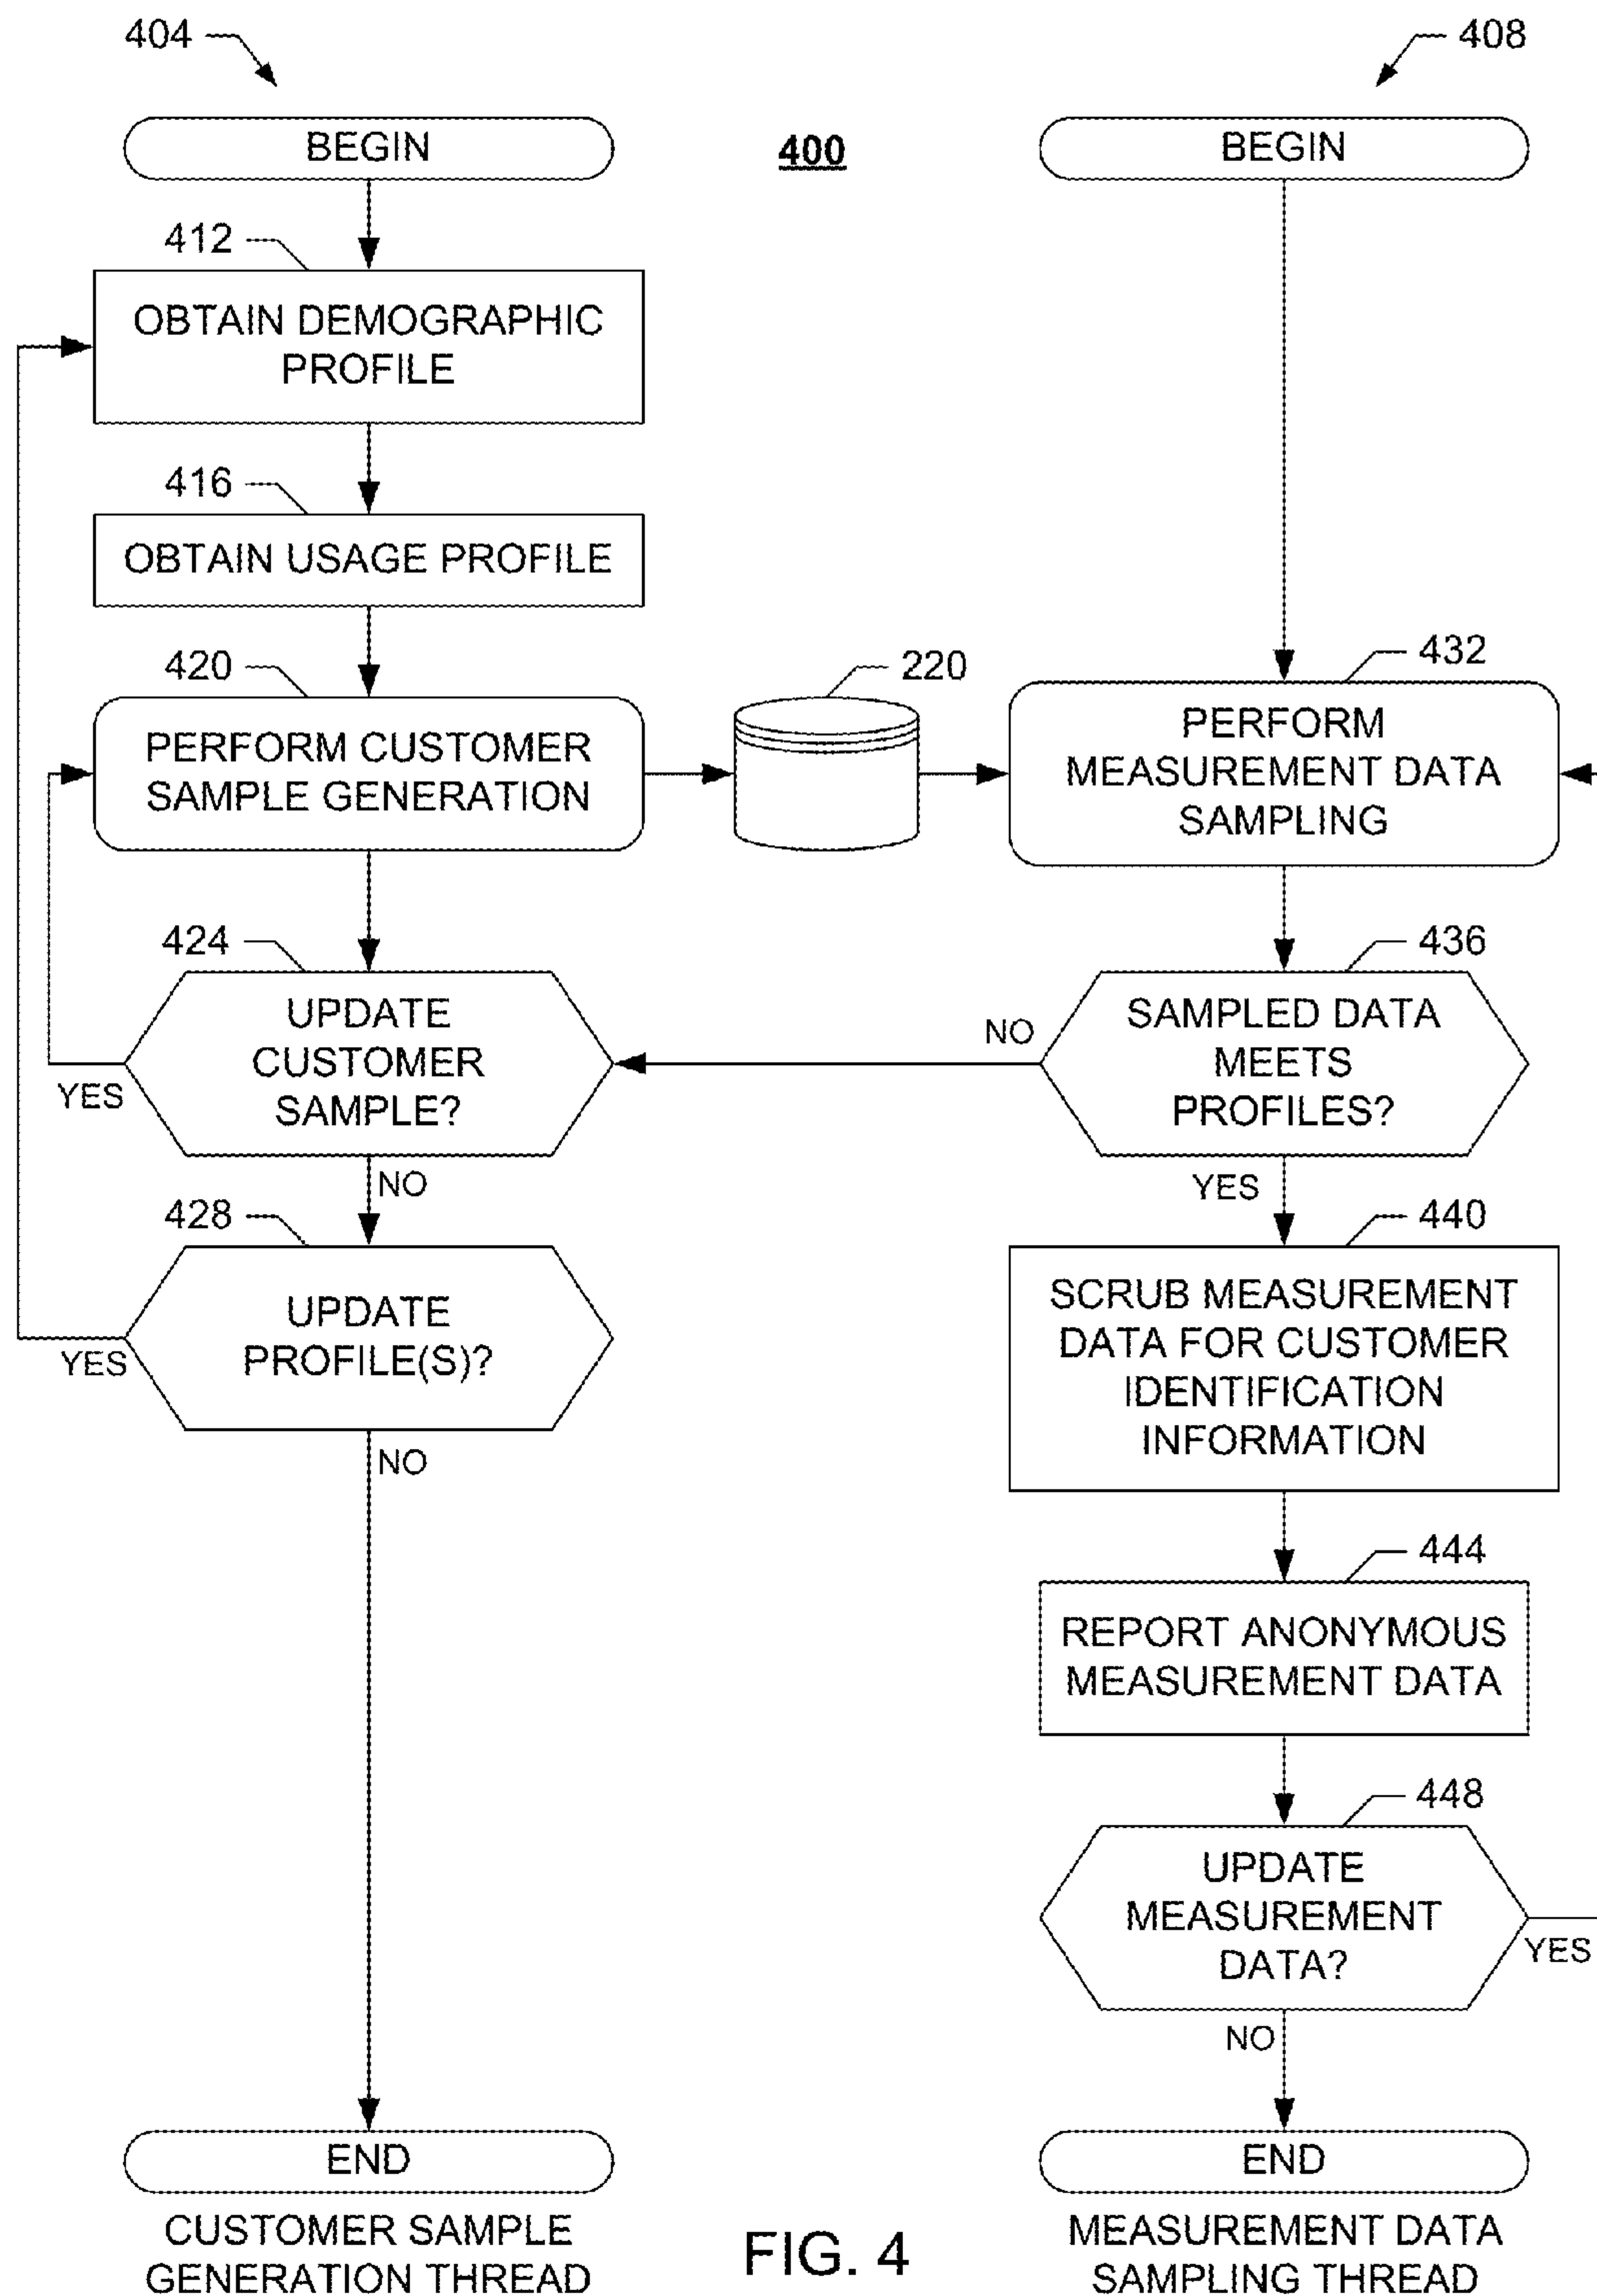 404
408
BEGIN
400
BEGIN
412
OBTAIN DEMOGRAPHIC
PROFILE
416
OBTAIN USAGE PROFILE
420
220
432
PERFORM CUSTOMER
SAMPLE GENERATION
PERFORM
MEASUREMENT DATA
SAMPLING
424
436
UPDATE
CUSTOMER
SAMPLE?
YES
NO
NO
SAMPLED DATA
MEETS
PROFILES?
YES
428
440
UPDATE
PROFILE(S)?
YES
NO
SCRUB MEASUREMENT
DATA FOR CUSTOMER
IDENTIFICATION
INFORMATION
444
REPORT ANONYMOUS
MEASUREMENT DATA
448
UPDATE
MEASUREMENT
DATA?
YES
NO
END
END
CUSTOMER SAMPLE
GENERATION THREAD
FIG. 4
MEASUREMENT DATA
SAMPLING THREAD